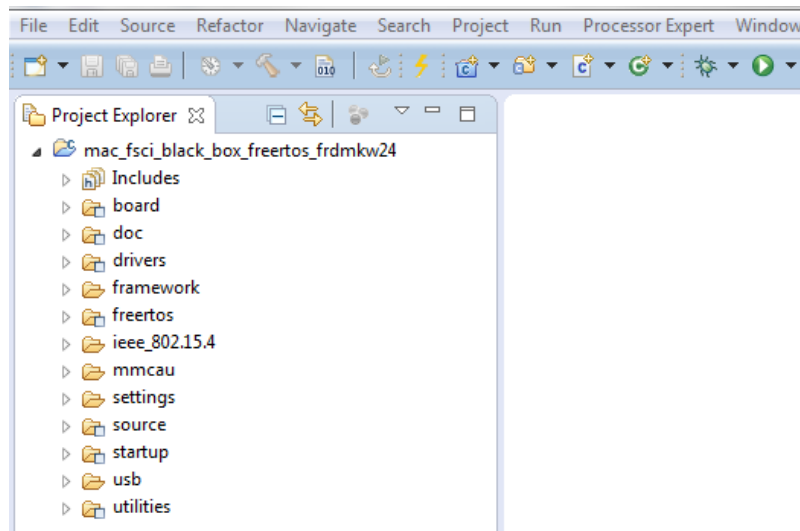 File Edit Source Refactor Navigate Search Project Run Processor Expert Window
010
Project Explorer
mac_fsci_black_box_freertos_frdmkw24
Includes
board
doc
drivers
framework
freertos
ieee_802.15.4
mmcau
settings
source
startup
usb
utilities